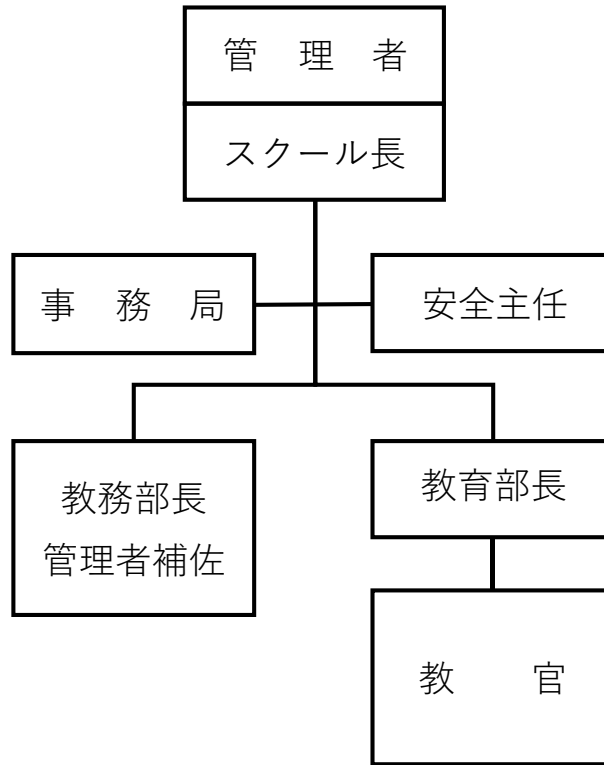 管　理　者
スクール長
事　務　局
安全主任
教務部長
管理者補佐
教育部長
教　　官